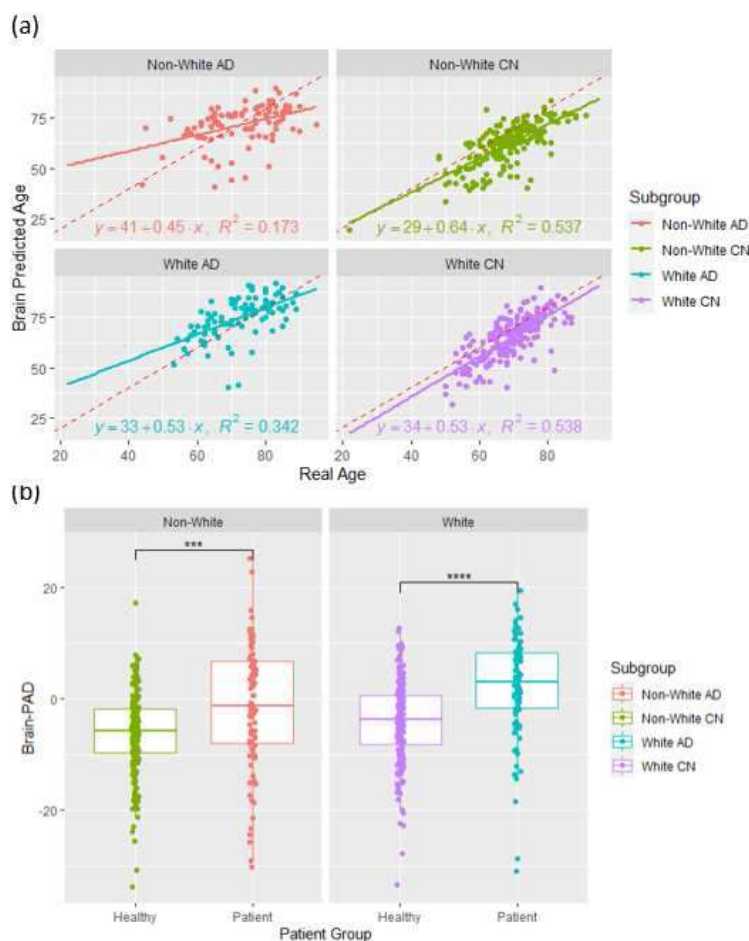 (a)
Non-White AD
Non-White CN
75
50
25
y = 41 + 0.45 · x, R² = 0.173
y = 29 + 0.64 · x, R² = 0.537
White AD
White CN
75
50
25
y = 33 + 0.53 · x, R² = 0.342
y = 34 + 0.53 · x, R² = 0.538
20 40 60 80 20 40 60 80
Real Age
Brain Predicted Age
Subgroup
Non-White AD
Non-White CN
White AD
White CN
(b)
Non-White
White
***
****
20
0
-20
Brain-PAD
Healthy Patient Healthy Patient
Patient Group
Subgroup
Non-White AD
Non-White CN
White AD
White CN